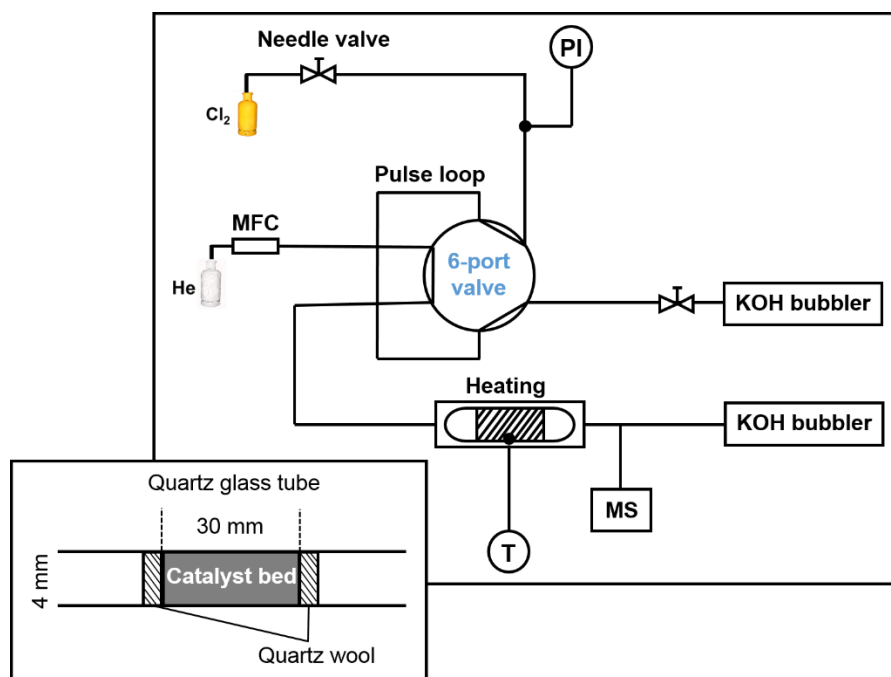 Needle valve
PI
Cl₂
Pulse loop
MFC
He
6-port
valve
KOH bubbler
Heating
KOH bubbler
MS
T
Quartz glass tube
30 mm
4 mm
Catalyst bed
Quartz wool